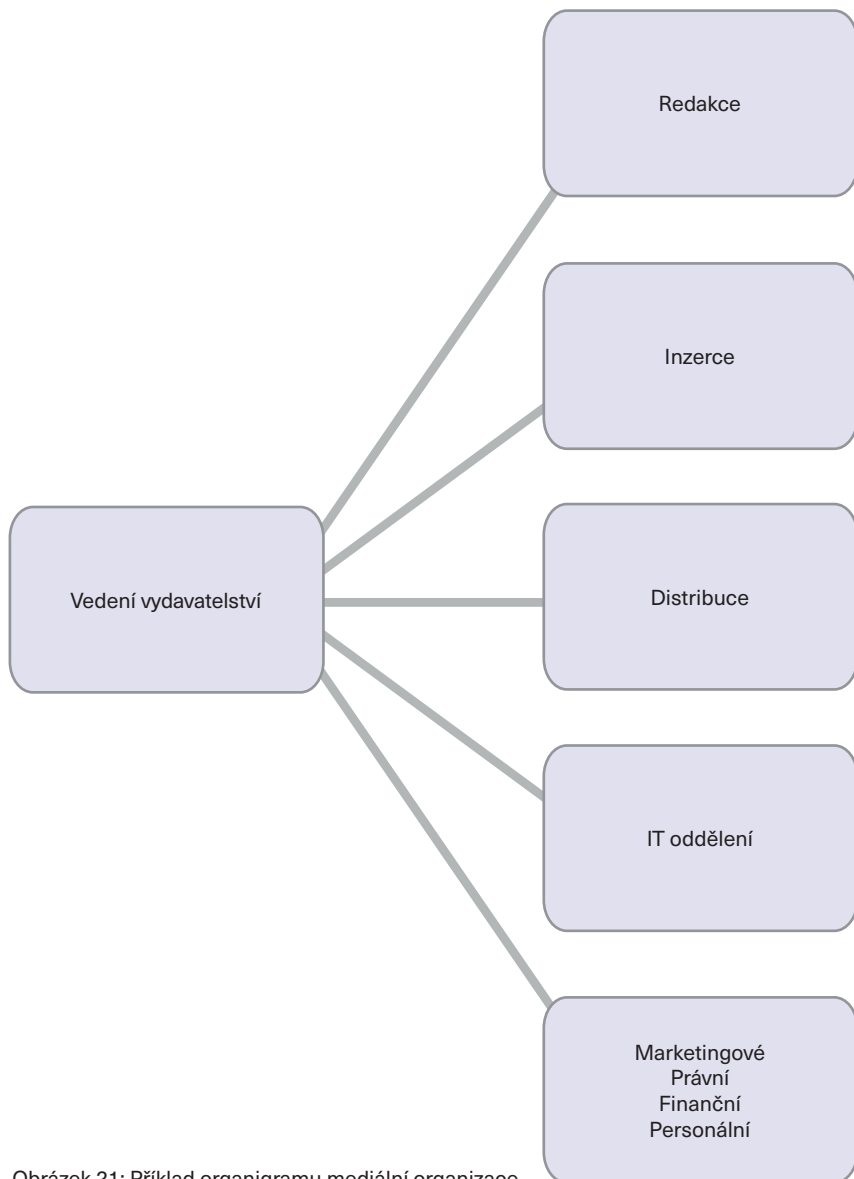 Redakce
Inzerce
Vedení vydavatelství
Distribuce
IT oddělení
Marketingové
Právní
Finanční
Personální
Obrázek 21: Příklad organigramu mediální organizace